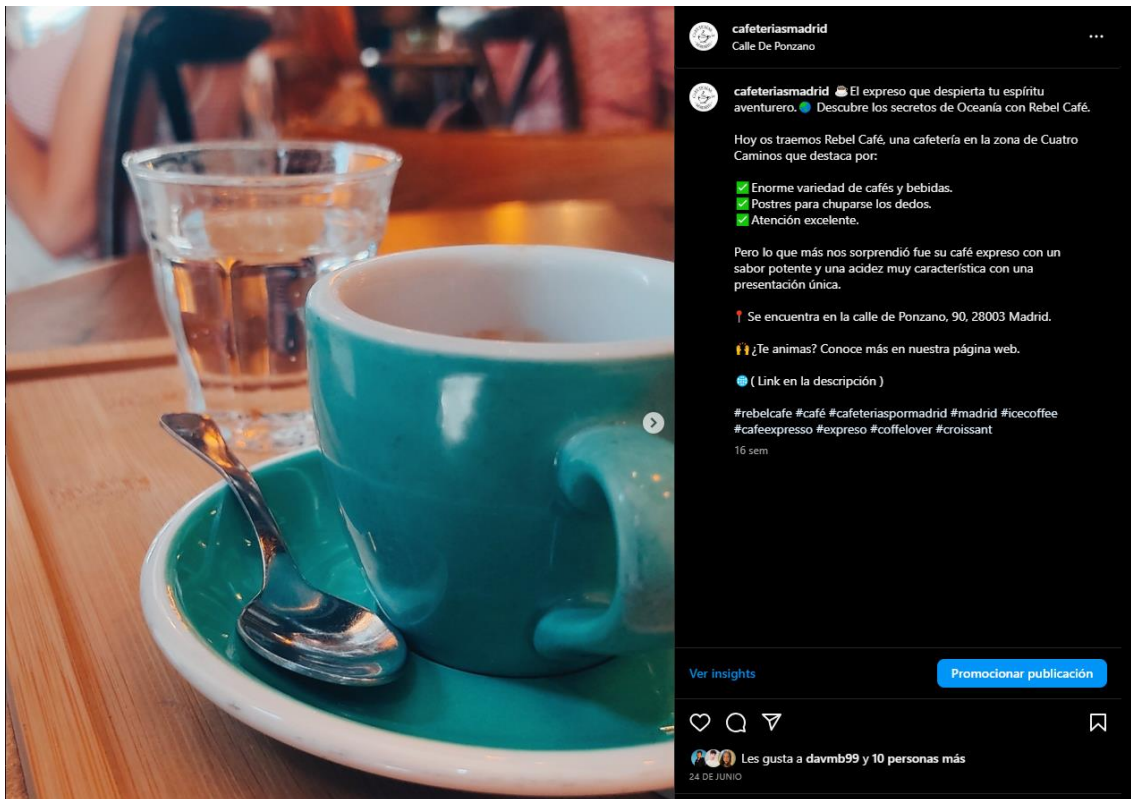 cafeteriasmadrid
Calle De Ponzano
cafeteriasmadrid ☕El expreso que despierta tu espíritu
aventurero.🌏 Descubre los secretos de Oceanía con Rebel Café.
Hoy os traemos Rebel Café, una cafetería en la zona de Cuatro
Caminos que destaca por:
✅Enorme variedad de cafés y bebidas.
✅Postres para chuparse los dedos.
✅Atención excelente.
Pero lo que más nos sorprendió fue su café expreso con un
sabor potente y una acidez muy característica con una
presentación única.
📍Se encuentra en la calle de Ponzano, 90, 28003 Madrid.
🙌¿Te animas? Conoce más en nuestra página web.
🌐( Link en la descripción )
#rebelcafe #café #cafeteriaspormadrid #madrid #icecoffee
#cafeexpresso #expreso #coffelover #croissant
16 sem
Ver insights
Promocionar publicación
Les gusta a davmb99 y 10 personas más
24 DE JUNIO